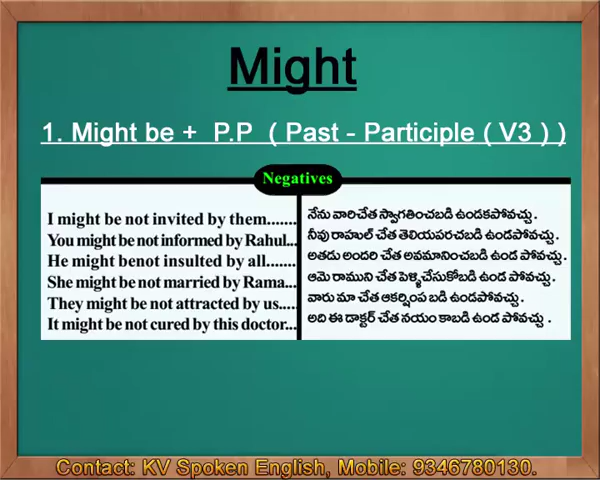 Might
1. Might be + P.P ( Past - Participle ( V3 ) )
Negatives
I might be not invited by them.......
You might be not informed by Rahul...
He might benot insulted by all.......
She might be not married by Rama....
They might be not attracted by us.....
It might be not cured by this doctor...
నేను వారిచేత స్వాగతించబడి ఉండకపోవచ్చు.
నీవు రాహుల్ చేత తెలియపరచబడి ఉండపోవచ్చు.
అతడు అందరి చేత అవమానించబడి ఉండ పోవచ్చు.
ఆమె రాముని చేత పెళ్ళిచేసుకోబడి ఉండ పోవచ్చు.
వారు మా చేత ఆకర్షింప బడి ఉండపోవచ్చు.
అది ఈ డాక్టర్ చేత నయం కాబడి ఉండ పోవచ్చు .
Contact: KV Spoken English, Mobile: 9346780130.